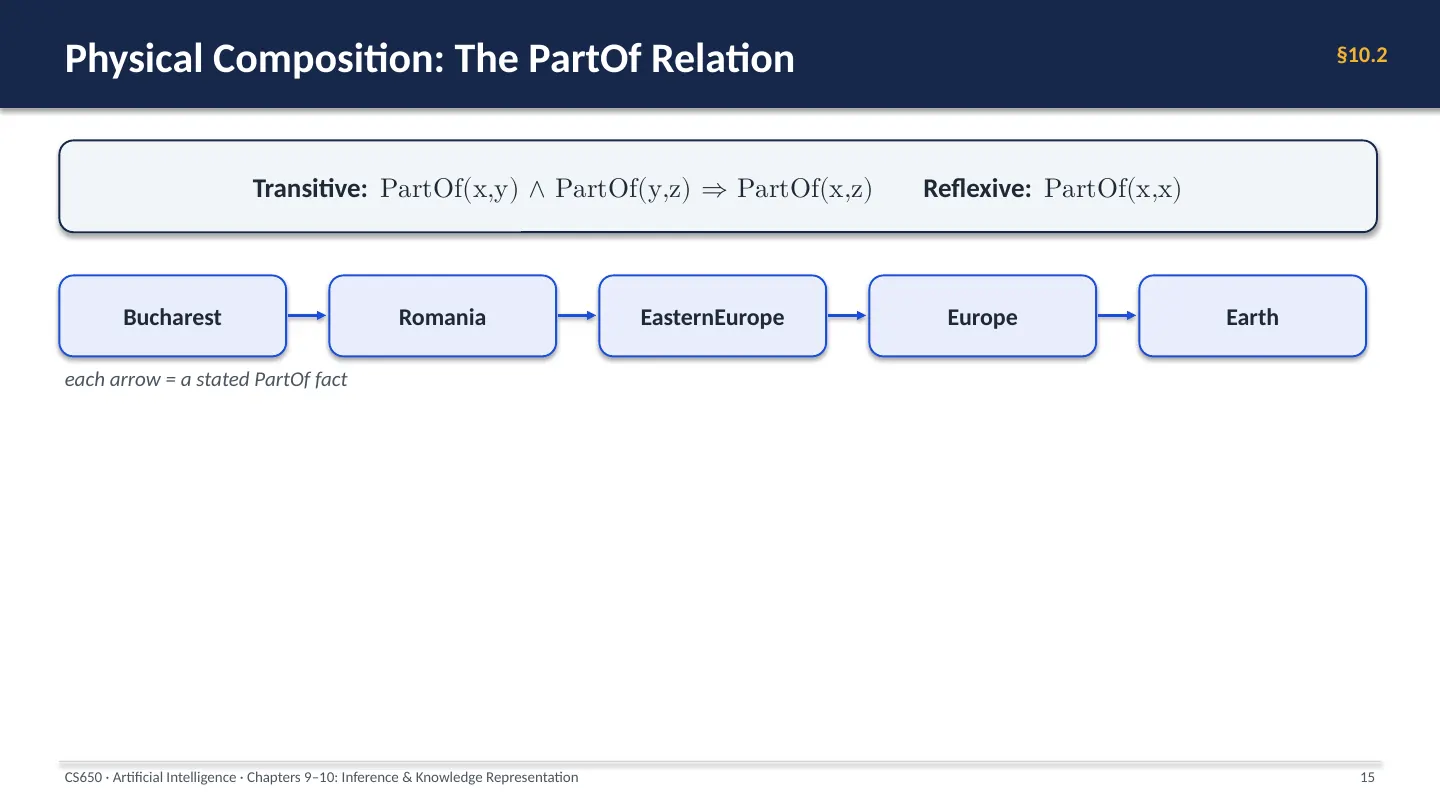 Physical Composition: The PartOf Relation
§10.2
Transitive: PartOf(x,y) ∧ PartOf(y,z) ⇒ PartOf(x,z) Reflexive: PartOf(x,x)
Bucharest
Romania
EasternEurope
Europe
Earth
each arrow = a stated PartOf fact
CS650 · Artificial Intelligence · Chapters 9–10: Inference & Knowledge Representation
15